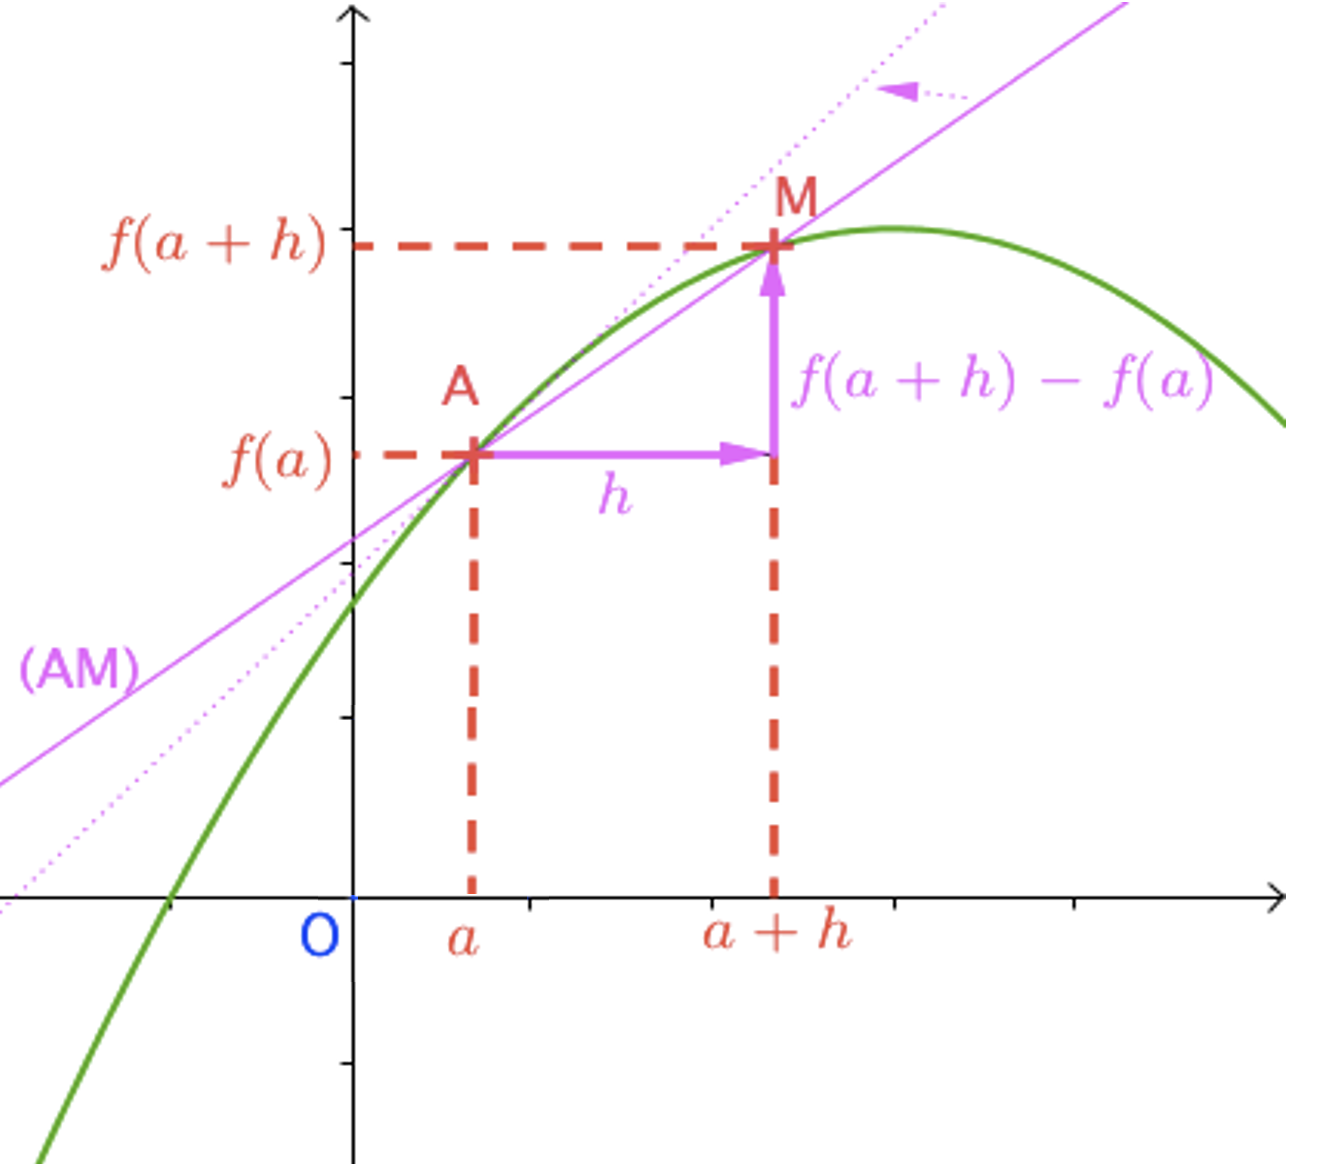 M
f(a + h)
A
f(a + h) − f(a)
f(a)
h
(AM)
O
a
a + h